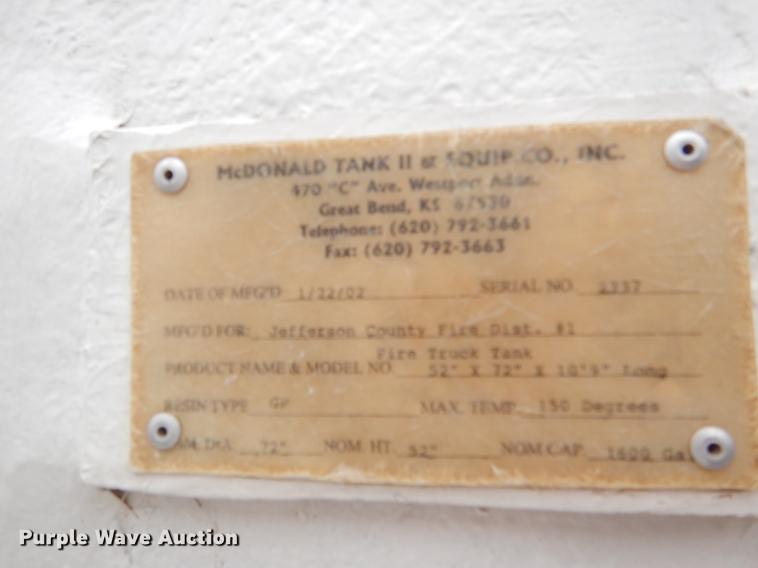 McDONALD TANK II & EQUIP. CO., INC.
470 "C" Ave. Westport Addn.
Great Bend, KS 67530
Telephone: (620) 792-3661
Fax: (620) 792-3663
DATE OF MFG'D 1/22/02 SERIAL NO. 2337
MFG'D FOR: Jefferson County Fire Dist. #1
Fire Truck Tank
PRODUCT NAME & MODEL NO. 52" X 72" X 10'9" Long
RESIN TYPE GP MAX. TEMP. 150 Degrees
NOM. DIA. 72" NOM. HT. 52" NOM CAP. 1600 Ga
Purple Wave Auction